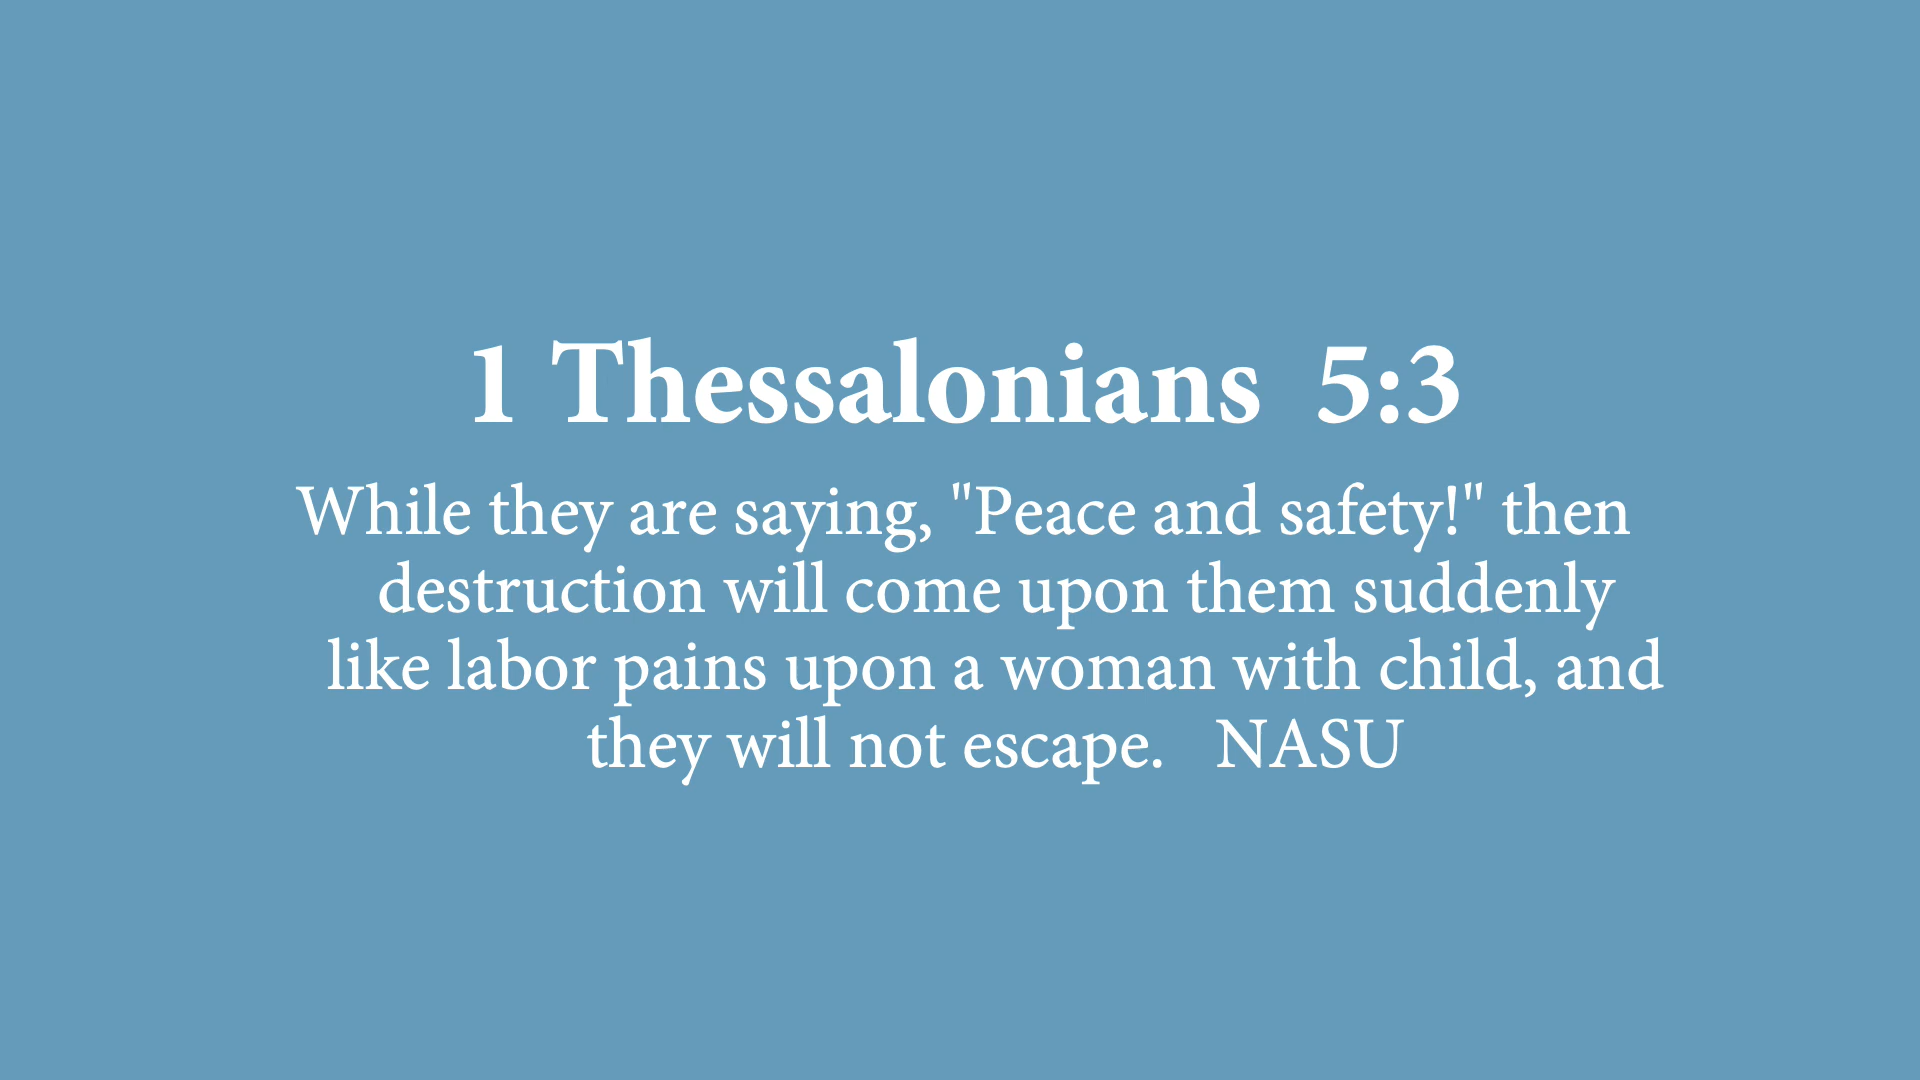 1 Thessalonians  5:3
While they are saying, "Peace and safety!" then
destruction will come upon them suddenly
like labor pains upon a woman with child, and
they will not escape.   NASU